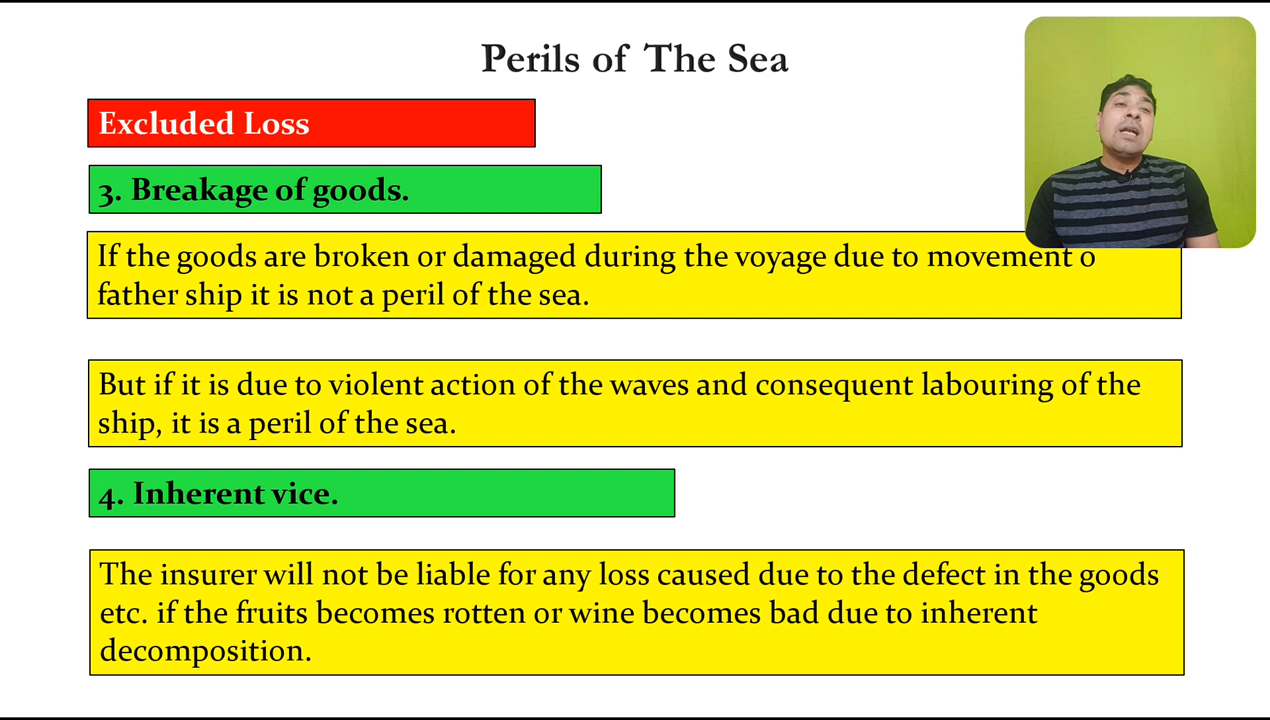 Perils of The Sea
Excluded Loss
3. Breakage of goods.
If the goods are broken or damaged during the voyage due to movement o
father ship it is not a peril of the sea.
But if it is due to violent action of the waves and consequent labouring of the
ship, it is a peril of the sea.
4. Inherent vice.
The insurer will not be liable for any loss caused due to the defect in the goods
etc. if the fruits becomes rotten or wine becomes bad due to inherent
decomposition.